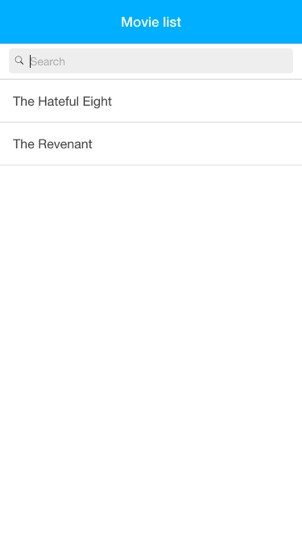 Movie list
Search
The Hateful Eight
The Revenant